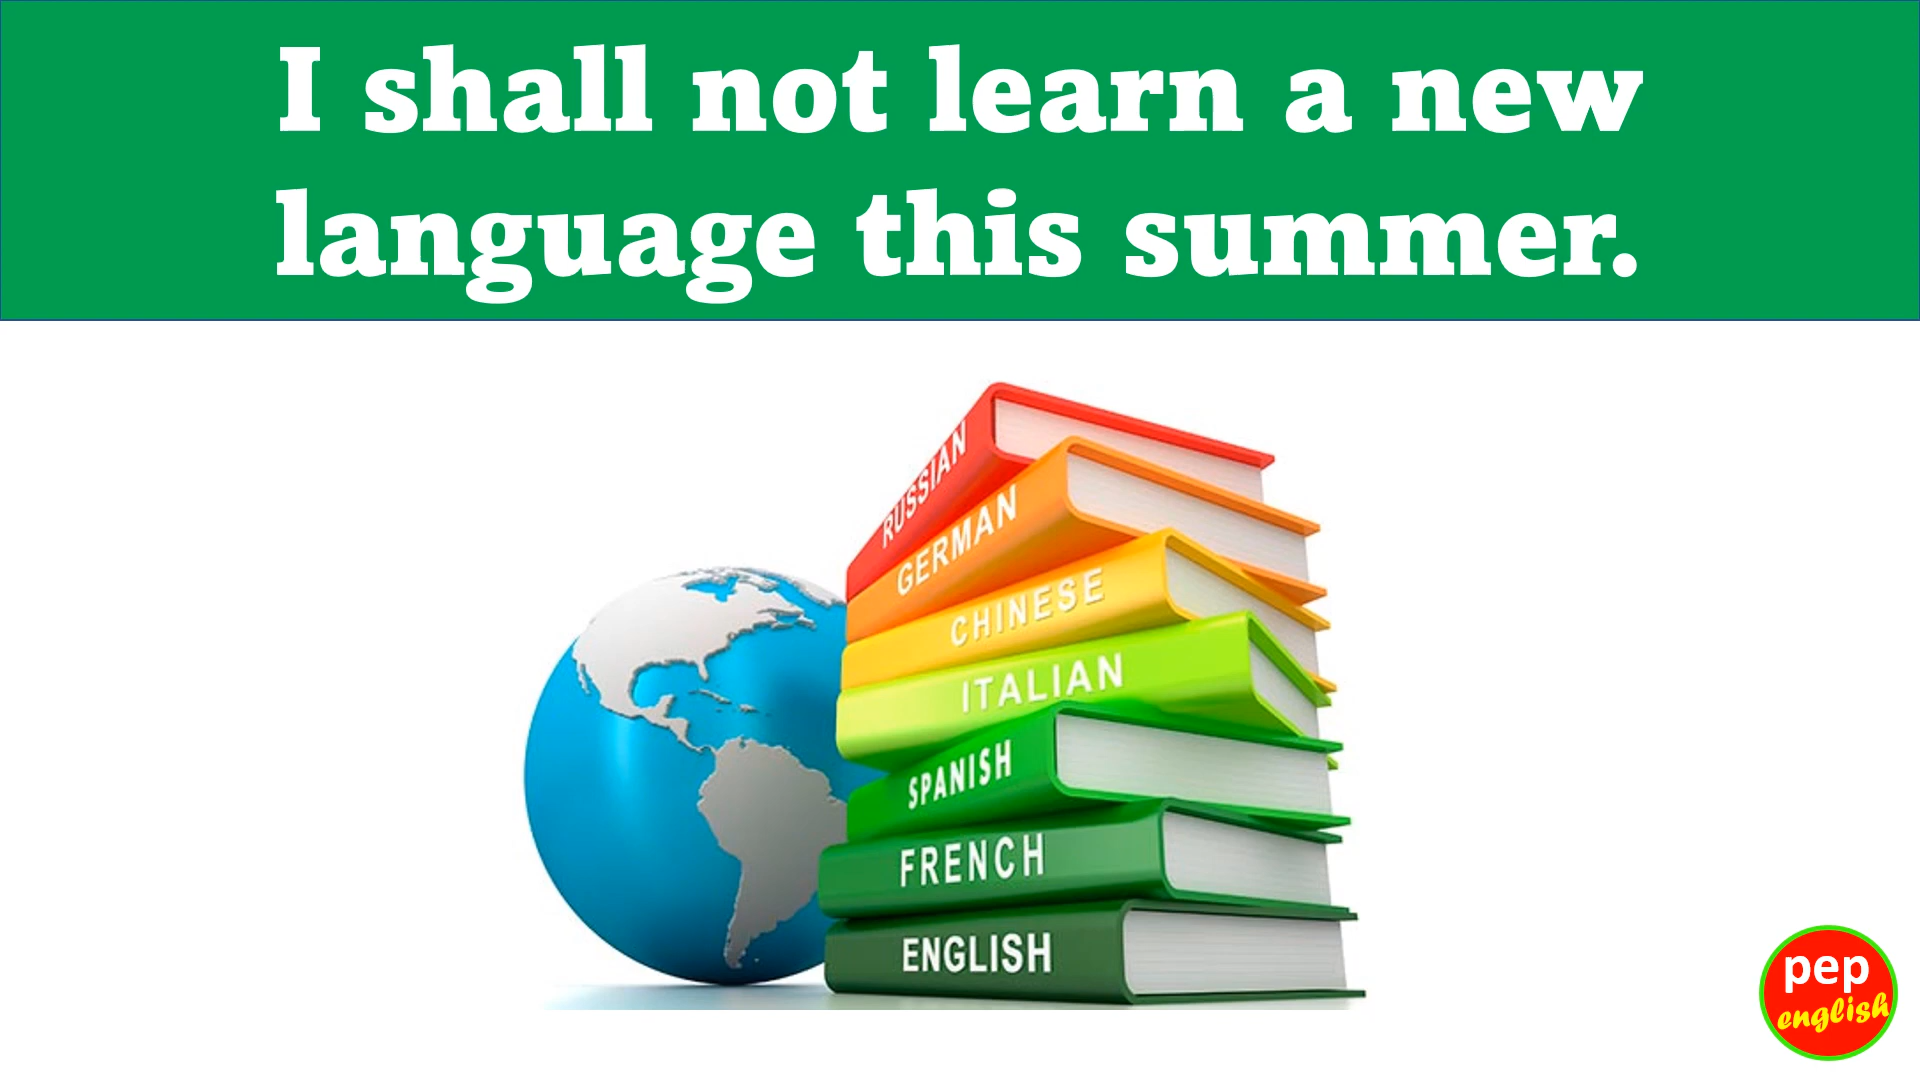 I shall not learn a new
language this summer.
RUSSIAN
GERMAN
CHINESE
ITALIAN
SPANISH
FRENCH
ENGLISH
pep
english